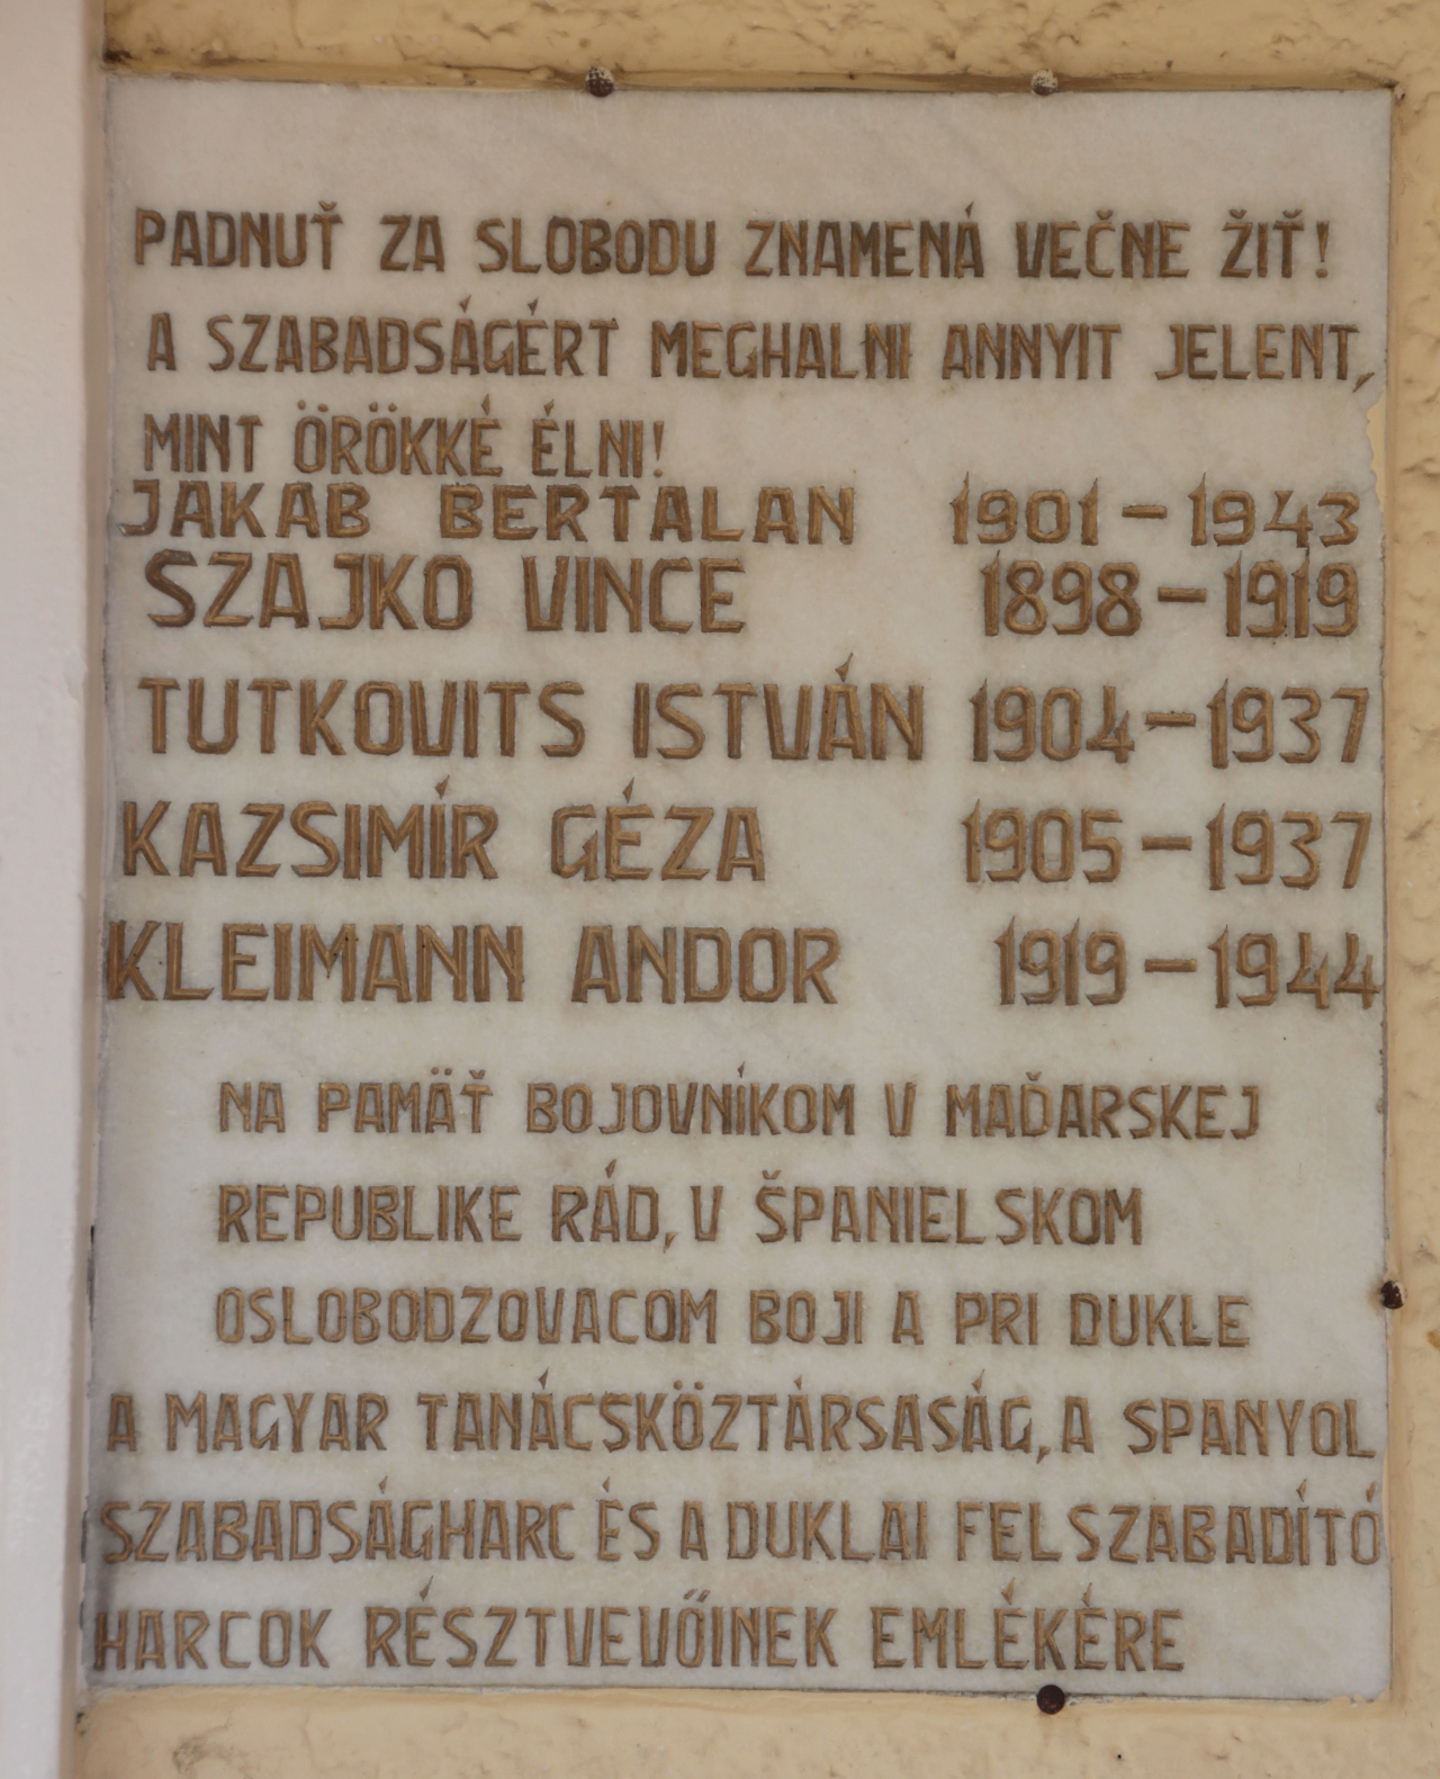 PADNUŤ ZA SLOBODU ZNAMENÁ VEČNE ŽIŤ!
A SZABADSÁGÉRT MEGHALNI ANNYIT JELENT,
MINT ÖRÖKKÉ ÉLNI!
JAKAB BERTALAN 1901 – 1943
SZAJKO VINCE 1898 – 1919
TUTKOVITS ISTVÁN 1904 – 1937
KAZSIMÍR GÉZA 1905 – 1937
KLEIMANN ANDOR 1919 – 1944
NA PAMÄŤ BOJOVNÍKOM V MAĎARSKEJ
REPUBLIKE RÁD, V ŠPANIELSKOM
OSLOBODZOVACOM BOJI A PRI DUKLE
A MAGYAR TANÁCSKÖZTÁRSASÁG, A SPANYOL
SZABADSÁGHARC ÉS A DUKLAI FELSZABADÍTÓ
HARCOK RÉSZTVEVŐINEK EMLÉKÉRE